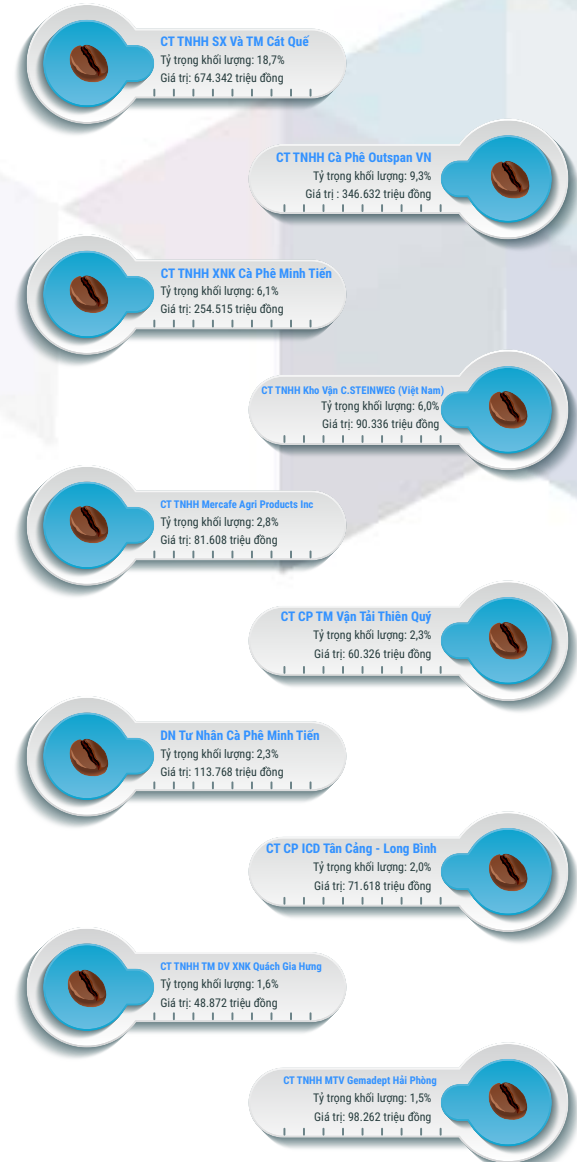 CT TNHH SX Và TM Cát Quế
Tỷ trọng khối lượng: 18,7%
Giá trị: 674.342 triệu đồng
CT TNHH Cà Phê Outspan VN
Tỷ trọng khối lượng: 9,3%
Giá trị : 346.632 triệu đồng
CT TNHH XNK Cà Phê Minh Tiến
Tỷ trọng khối lượng: 6,1%
Giá trị: 254.515 triệu đồng
CT TNHH Kho Vận C.STEINWEG (Việt Nam)
Tỷ trọng khối lượng: 6,0%
Giá trị: 90.336 triệu đồng
CT TNHH Mercafe Agri Products Inc
Tỷ trọng khối lượng: 2,8%
Giá trị: 81.608 triệu đồng
CT CP TM Vận Tải Thiên Quý
Tỷ trọng khối lượng: 2,3%
Giá trị: 60.326 triệu đồng
DN Tư Nhân Cà Phê Minh Tiến
Tỷ trọng khối lượng: 2,3%
Giá trị: 113.768 triệu đồng
CT CP ICD Tân Cảng - Long Bình
Tỷ trọng khối lượng: 2,0%
Giá trị: 71.618 triệu đồng
CT TNHH TM DV XNK Quách Gia Hưng
Tỷ trọng khối lượng: 1,6%
Giá trị: 48.872 triệu đồng
CT TNHH MTV Gemadept Hải Phòng
Tỷ trọng khối lượng: 1,5%
Giá trị: 98.262 triệu đồng